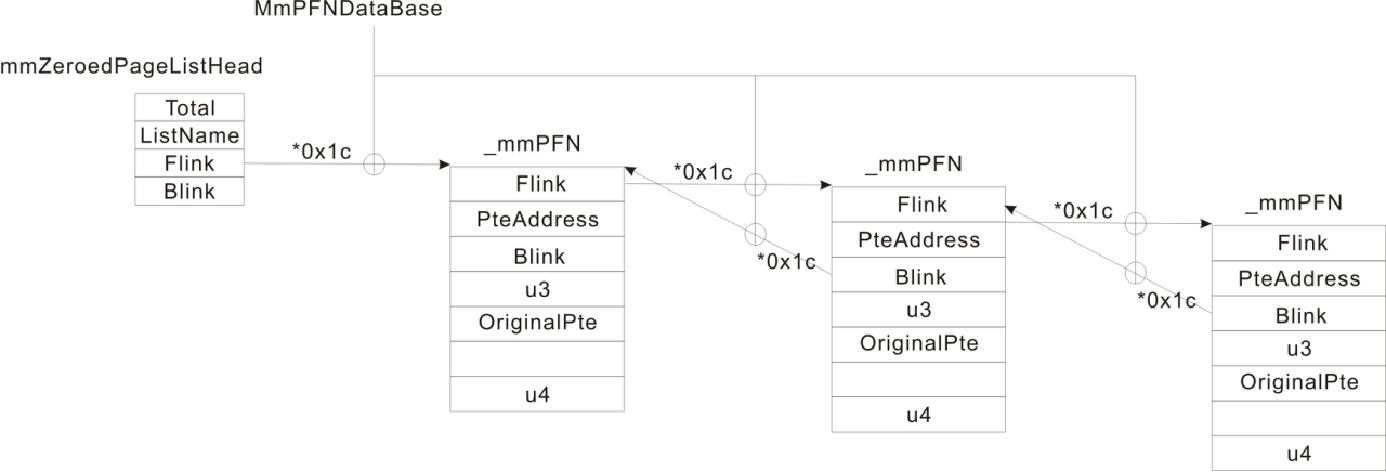 MmPFNDataBase
mmZeroedPageListHead
Total
ListName
Flink
Blink
*0x1c
_mmPFN
Flink
PteAddress
Blink
u3
OriginalPte
u4
*0x1c
*0x1c
_mmPFN
Flink
PteAddress
Blink
u3
OriginalPte
u4
*0x1c
*0x1c
_mmPFN
Flink
PteAddress
Blink
u3
OriginalPte
u4